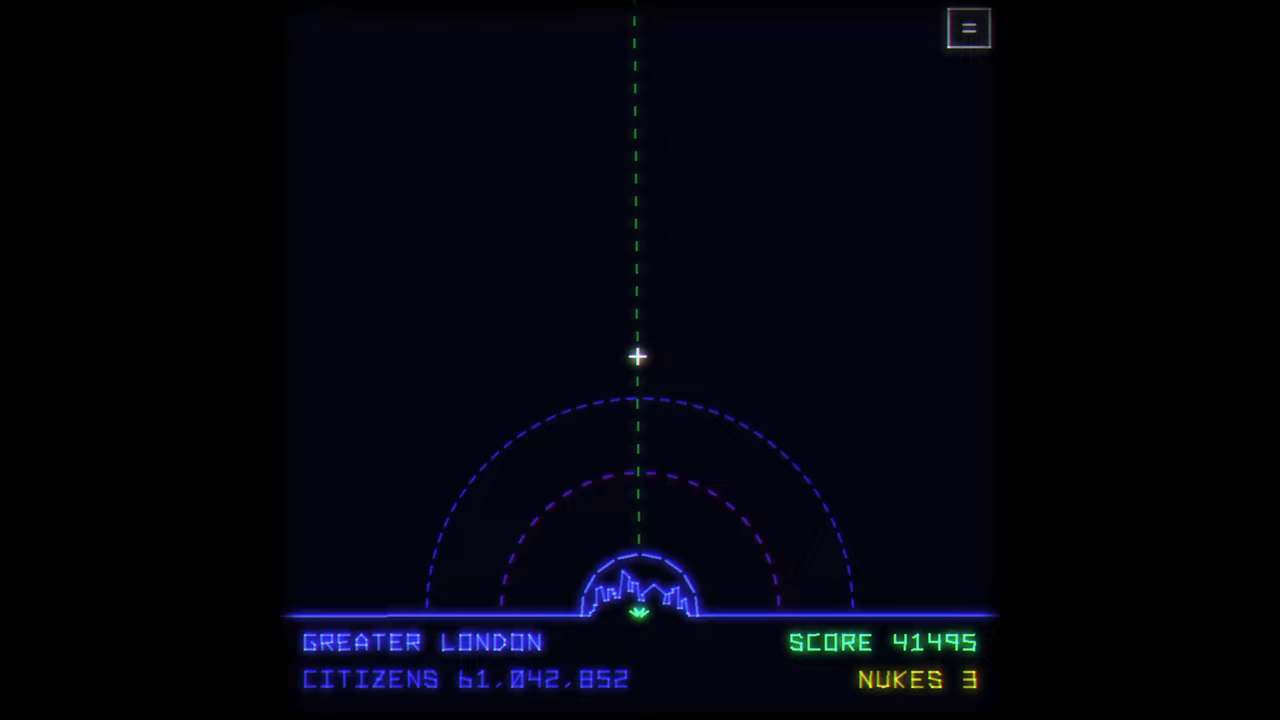 =
GREATER LONDON
SCORE 41495
CITIZENS 61,042,852
NUKES 3